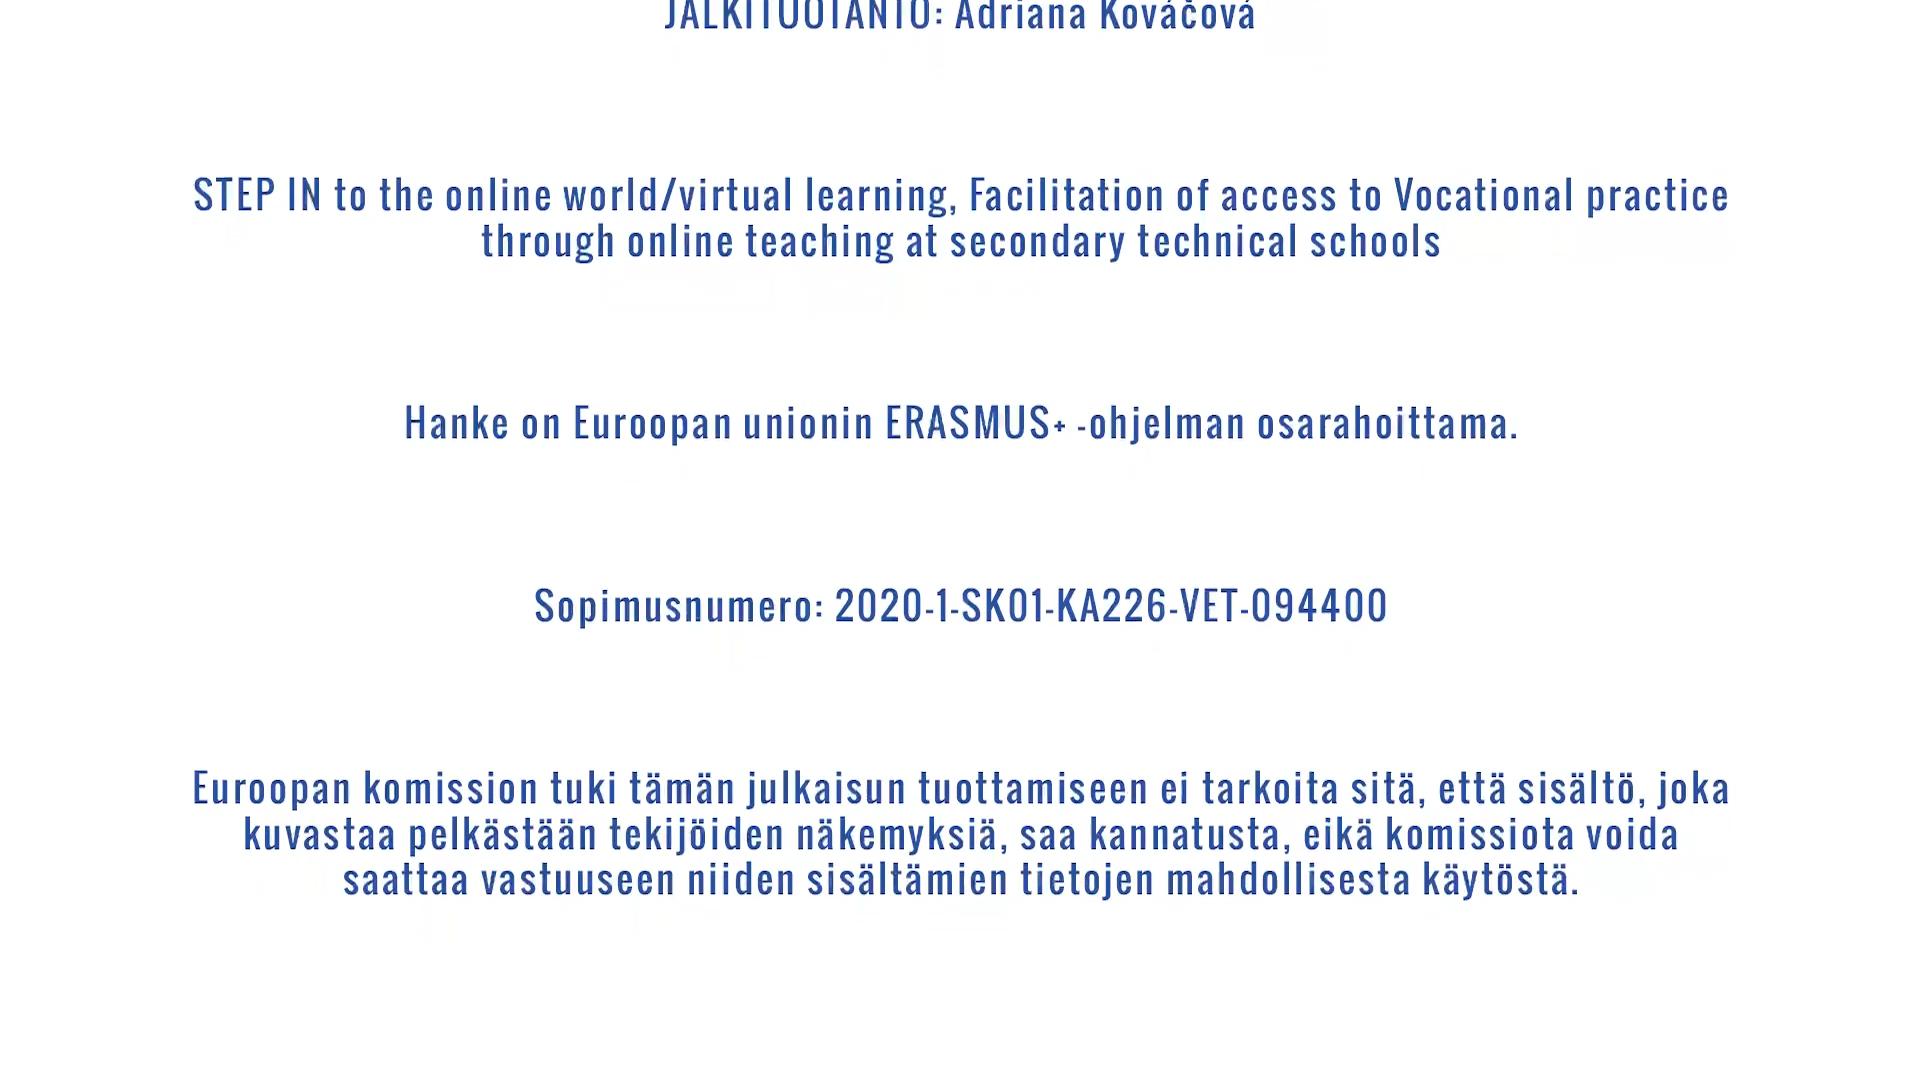 JÄLKITUOTANTO: Adriana Kováčová
STEP IN to the online world/virtual learning, Facilitation of access to Vocational practice
through online teaching at secondary technical schools
Hanke on Euroopan unionin ERASMUS+ -ohjelman osarahoittama.
Sopimusnumero: 2020-1-SK01-KA226-VET-094400
Euroopan komission tuki tämän julkaisun tuottamiseen ei tarkoita sitä, että sisältö, joka
kuvastaa pelkästään tekijöiden näkemyksiä, saa kannatusta, eikä komissiota voida
saattaa vastuuseen niiden sisältämien tietojen mahdollisesta käytöstä.